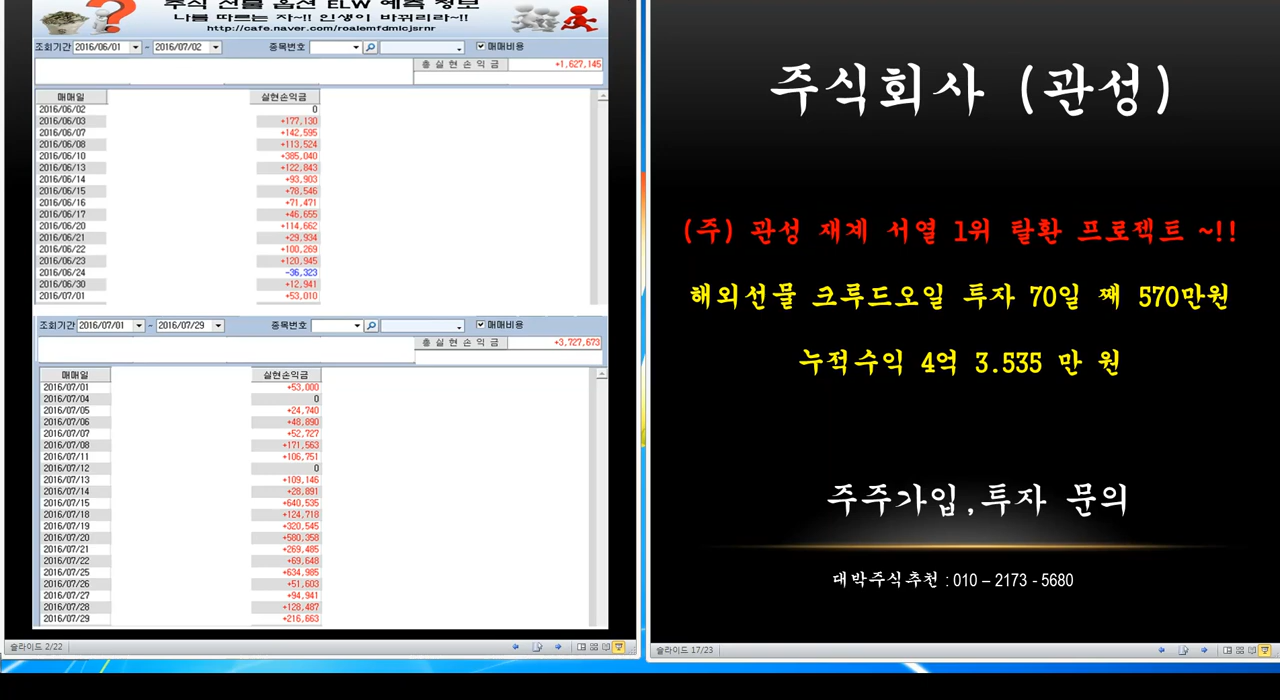 주식 선물 옵션 ELW 예측 정보
나를 따르는 자~!! 인생이 바뀌리라~!!
http://cafe.naver.com/roalemfdmlcjsrnr
조회기간 2016/06/01 - 2016/07/02 종목번호 매매비용
총 실 현 손 익 금 +1,627,145
매매일 실현손익금
2016/06/02 0
2016/06/03 +177,130
2016/06/07 +142,595
2016/06/08 +113,524
2016/06/10 +385,040
2016/06/13 +122,843
2016/06/14 +93,903
2016/06/15 +78,546
2016/06/16 +71,471
2016/06/17 +46,655
2016/06/20 +114,662
2016/06/21 +29,934
2016/06/22 +100,269
2016/06/23 +120,945
2016/06/24 -36,323
2016/06/30 +12,941
2016/07/01 +53,010
조회기간 2016/07/01 - 2016/07/29 종목번호 매매비용
총 실 현 손 익 금 +3,727,673
매매일 실현손익금
2016/07/01 +53,000
2016/07/04 0
2016/07/05 +24,740
2016/07/06 +48,890
2016/07/07 +52,727
2016/07/08 +171,563
2016/07/11 +106,751
2016/07/12 0
2016/07/13 +109,146
2016/07/14 +28,891
2016/07/15 +640,535
2016/07/18 +124,718
2016/07/19 +320,545
2016/07/20 +580,358
2016/07/21 +269,485
2016/07/22 +69,648
2016/07/25 +634,985
2016/07/26 +51,603
2016/07/27 +94,941
2016/07/28 +128,487
2016/07/29 +216,663
슬라이드 2/22
주식회사 (관성)
(주) 관성 재계 서열 1위 탈환 프로젝트 ~!!
해외선물 크루드오일 투자 70일 째 570만원
누적수익 4억 3.535 만 원
주주가입,투자 문의
대박주식추천 : 010 – 2173 - 5680
슬라이드 17/23